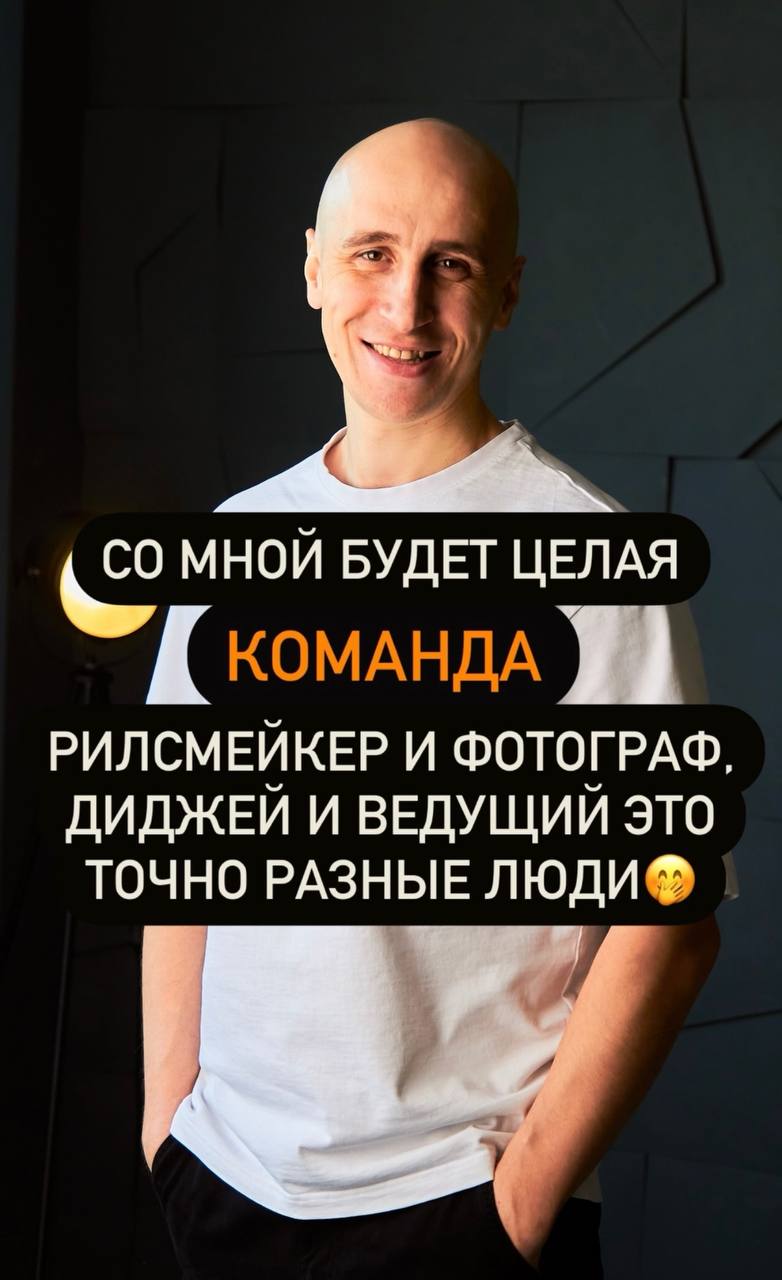 СО МНОЙ БУДЕТ ЦЕЛАЯ
КОМАНДА
РИЛСМЕЙКЕР И ФОТОГРАФ,
ДИДЖЕЙ И ВЕДУЩИЙ ЭТО
ТОЧНО РАЗНЫЕ ЛЮДИ🤭